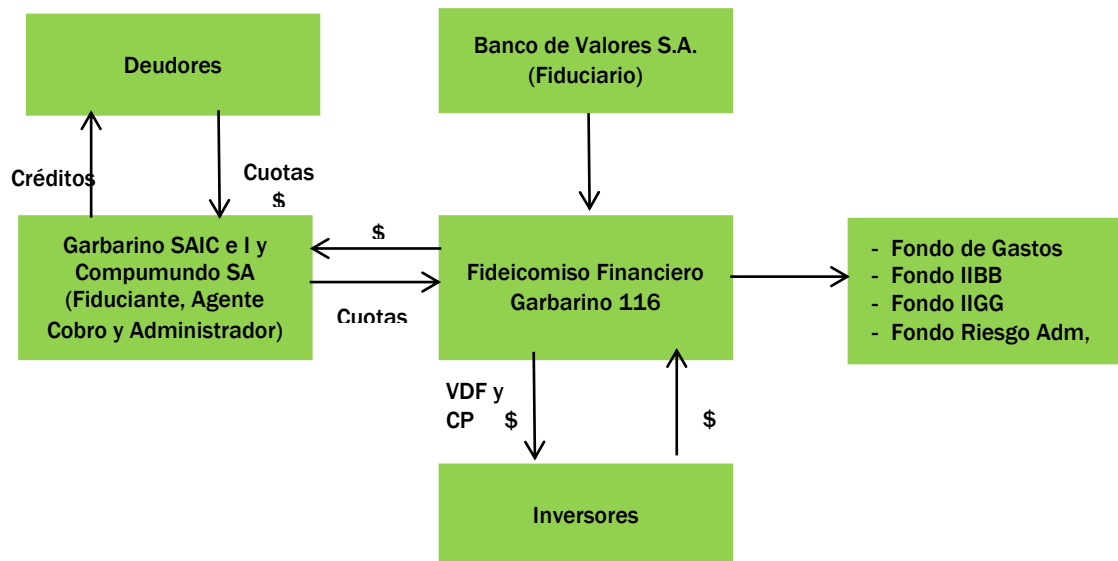 Deudores
Banco de Valores S.A.
(Fiduciario)
Créditos
Cuotas
$
Garbarino SAIC e I y
Compumundo SA
(Fiduciante, Agente
Cobro y Administrador)
$
Cuotas
Fideicomiso Financiero
Garbarino 116
- Fondo de Gastos
- Fondo IIBB
- Fondo IIGG
- Fondo Riesgo Adm,
VDF y
CP $
$
Inversores